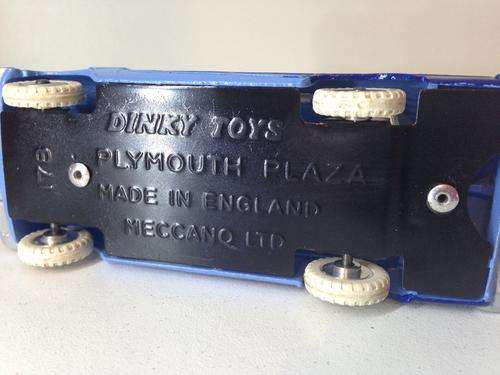 DINKY TOYS
PLYMOUTH PLAZA
MADE IN ENGLAND
MECCANO LTD
178